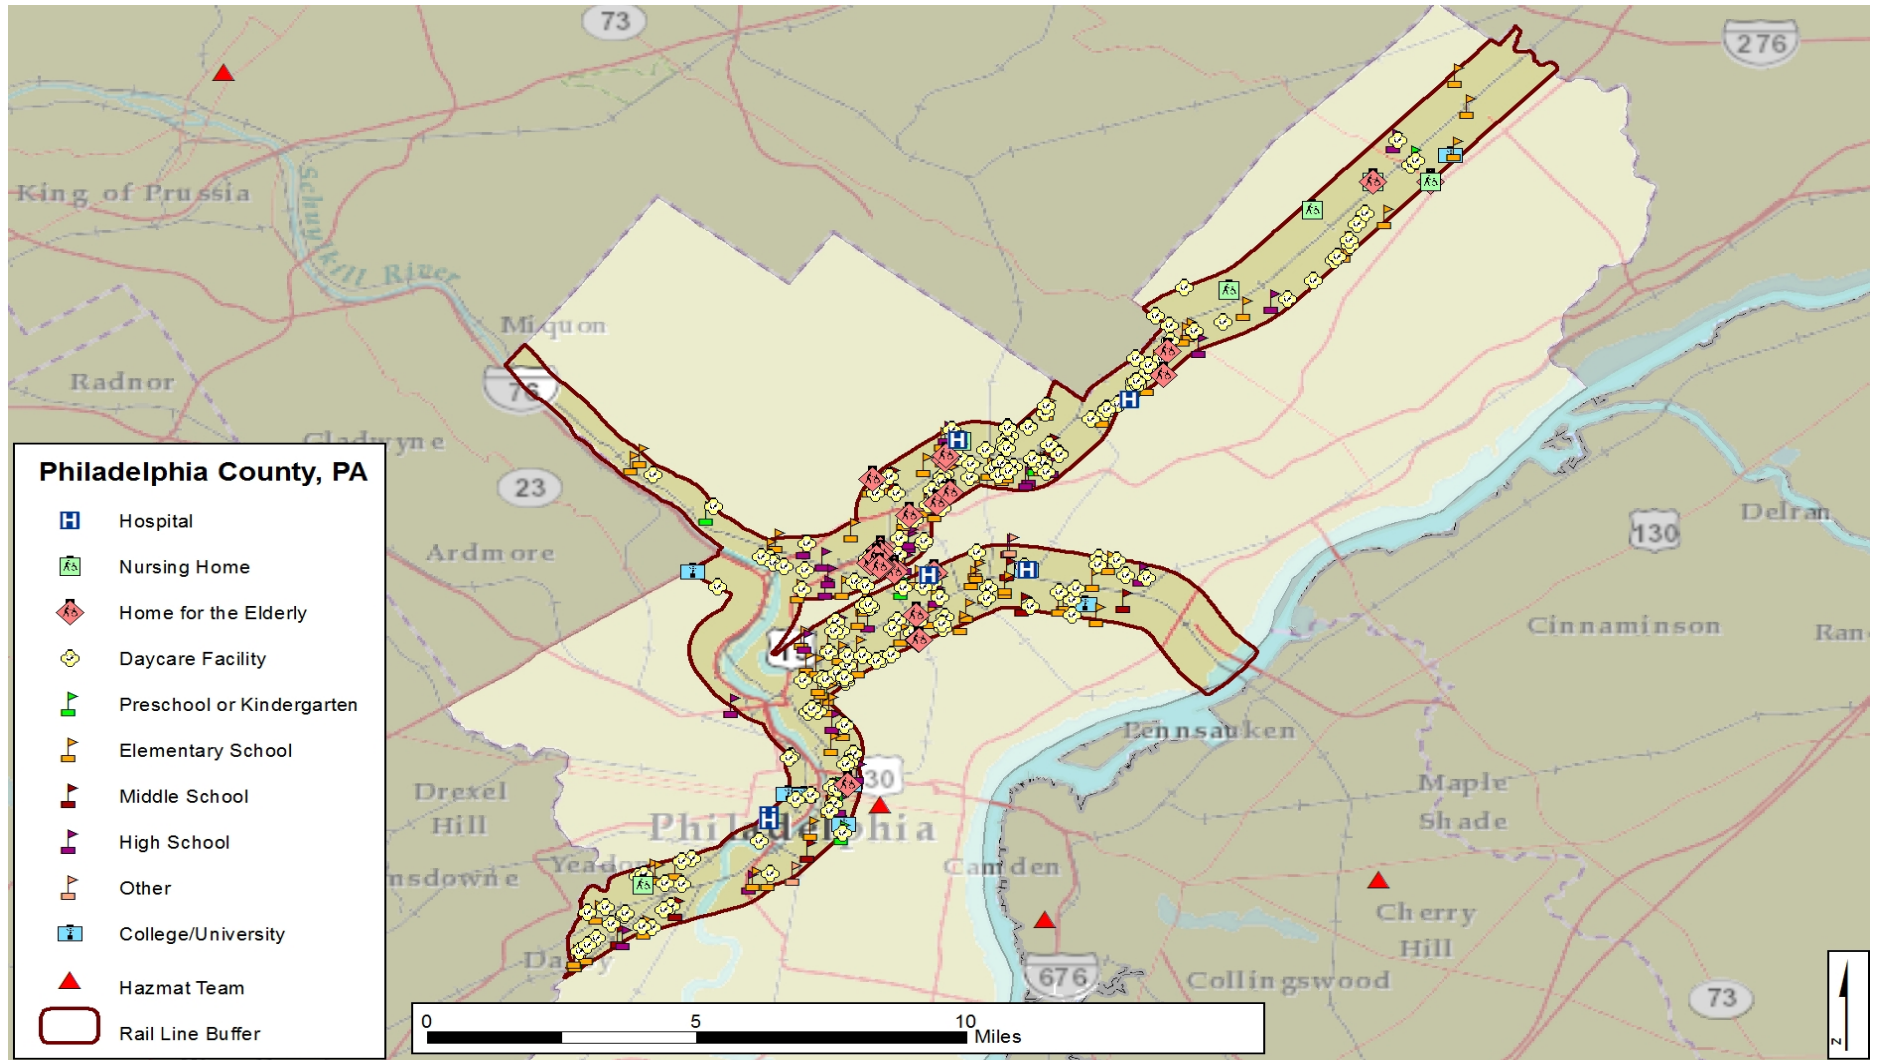 73
276
King of Prussia
Schuylkill River
Miquon
Radnor
76
Gladwyne
23
Ardmore
130
Delran
Cinnaminson
Pennsauken
30
Maple
Shade
Drexel
Hill
Philadelphia
Yeadon
nsdowne
Camden
Cherry
Hill
Darby
676
Collingswood
73
Philadelphia County, PA
Hospital
Nursing Home
Home for the Elderly
Daycare Facility
Preschool or Kindergarten
Elementary School
Middle School
High School
Other
College/University
Hazmat Team
Rail Line Buffer
0 5 10
Miles
N